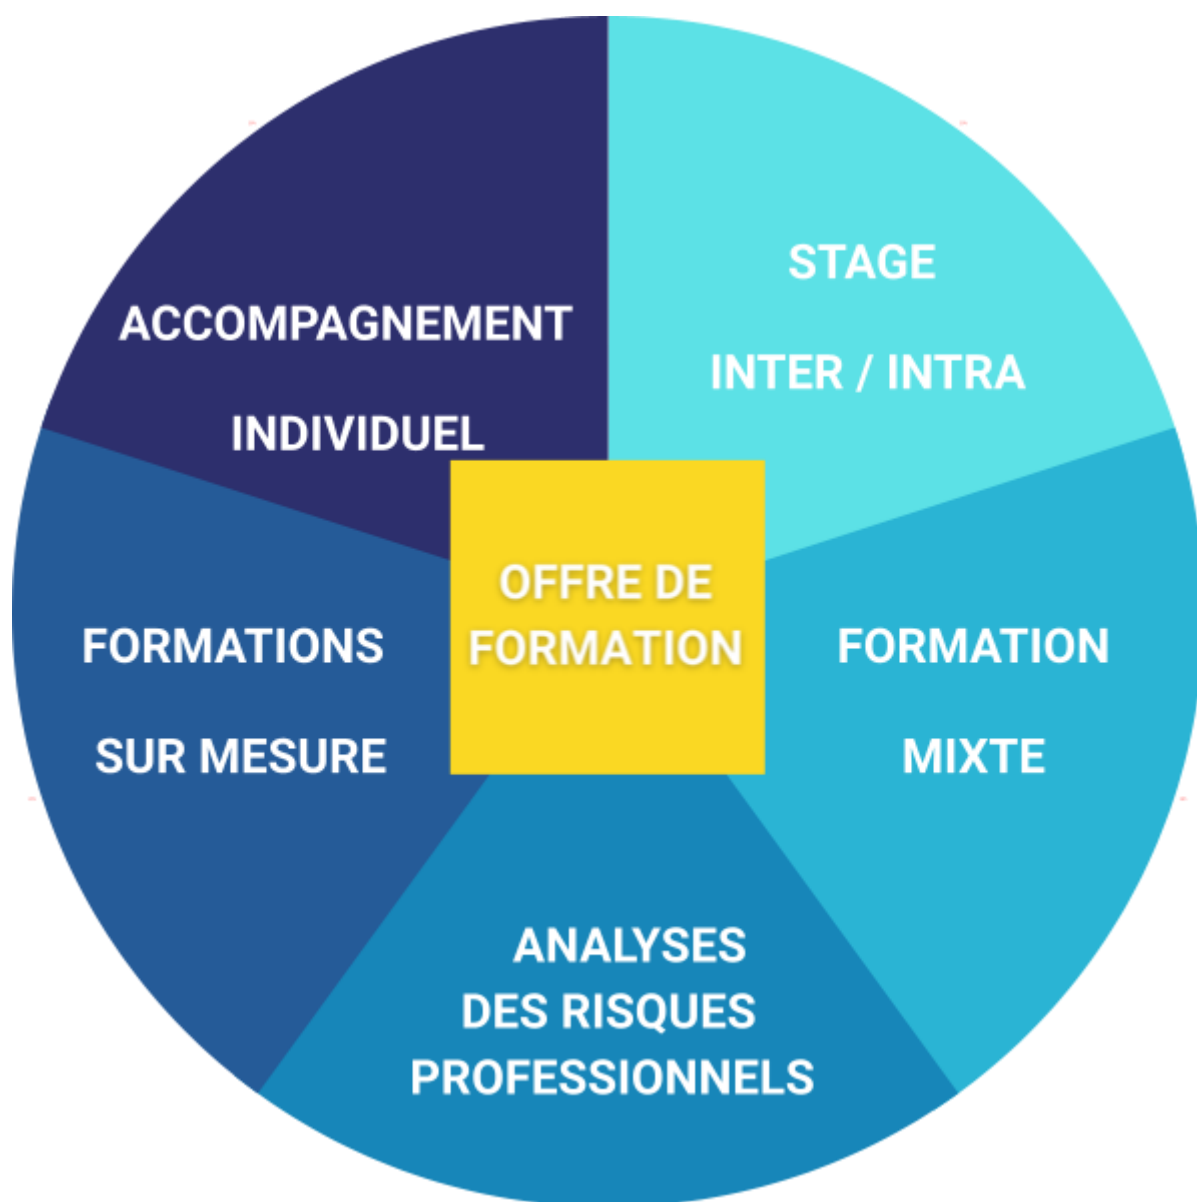 STAGE
INTER / INTRA
ACCOMPAGNEMENT
INDIVIDUEL
OFFRE DE
FORMATION
FORMATIONS
SUR MESURE
FORMATION
MIXTE
ANALYSES
DES RISQUES
PROFESSIONNELS